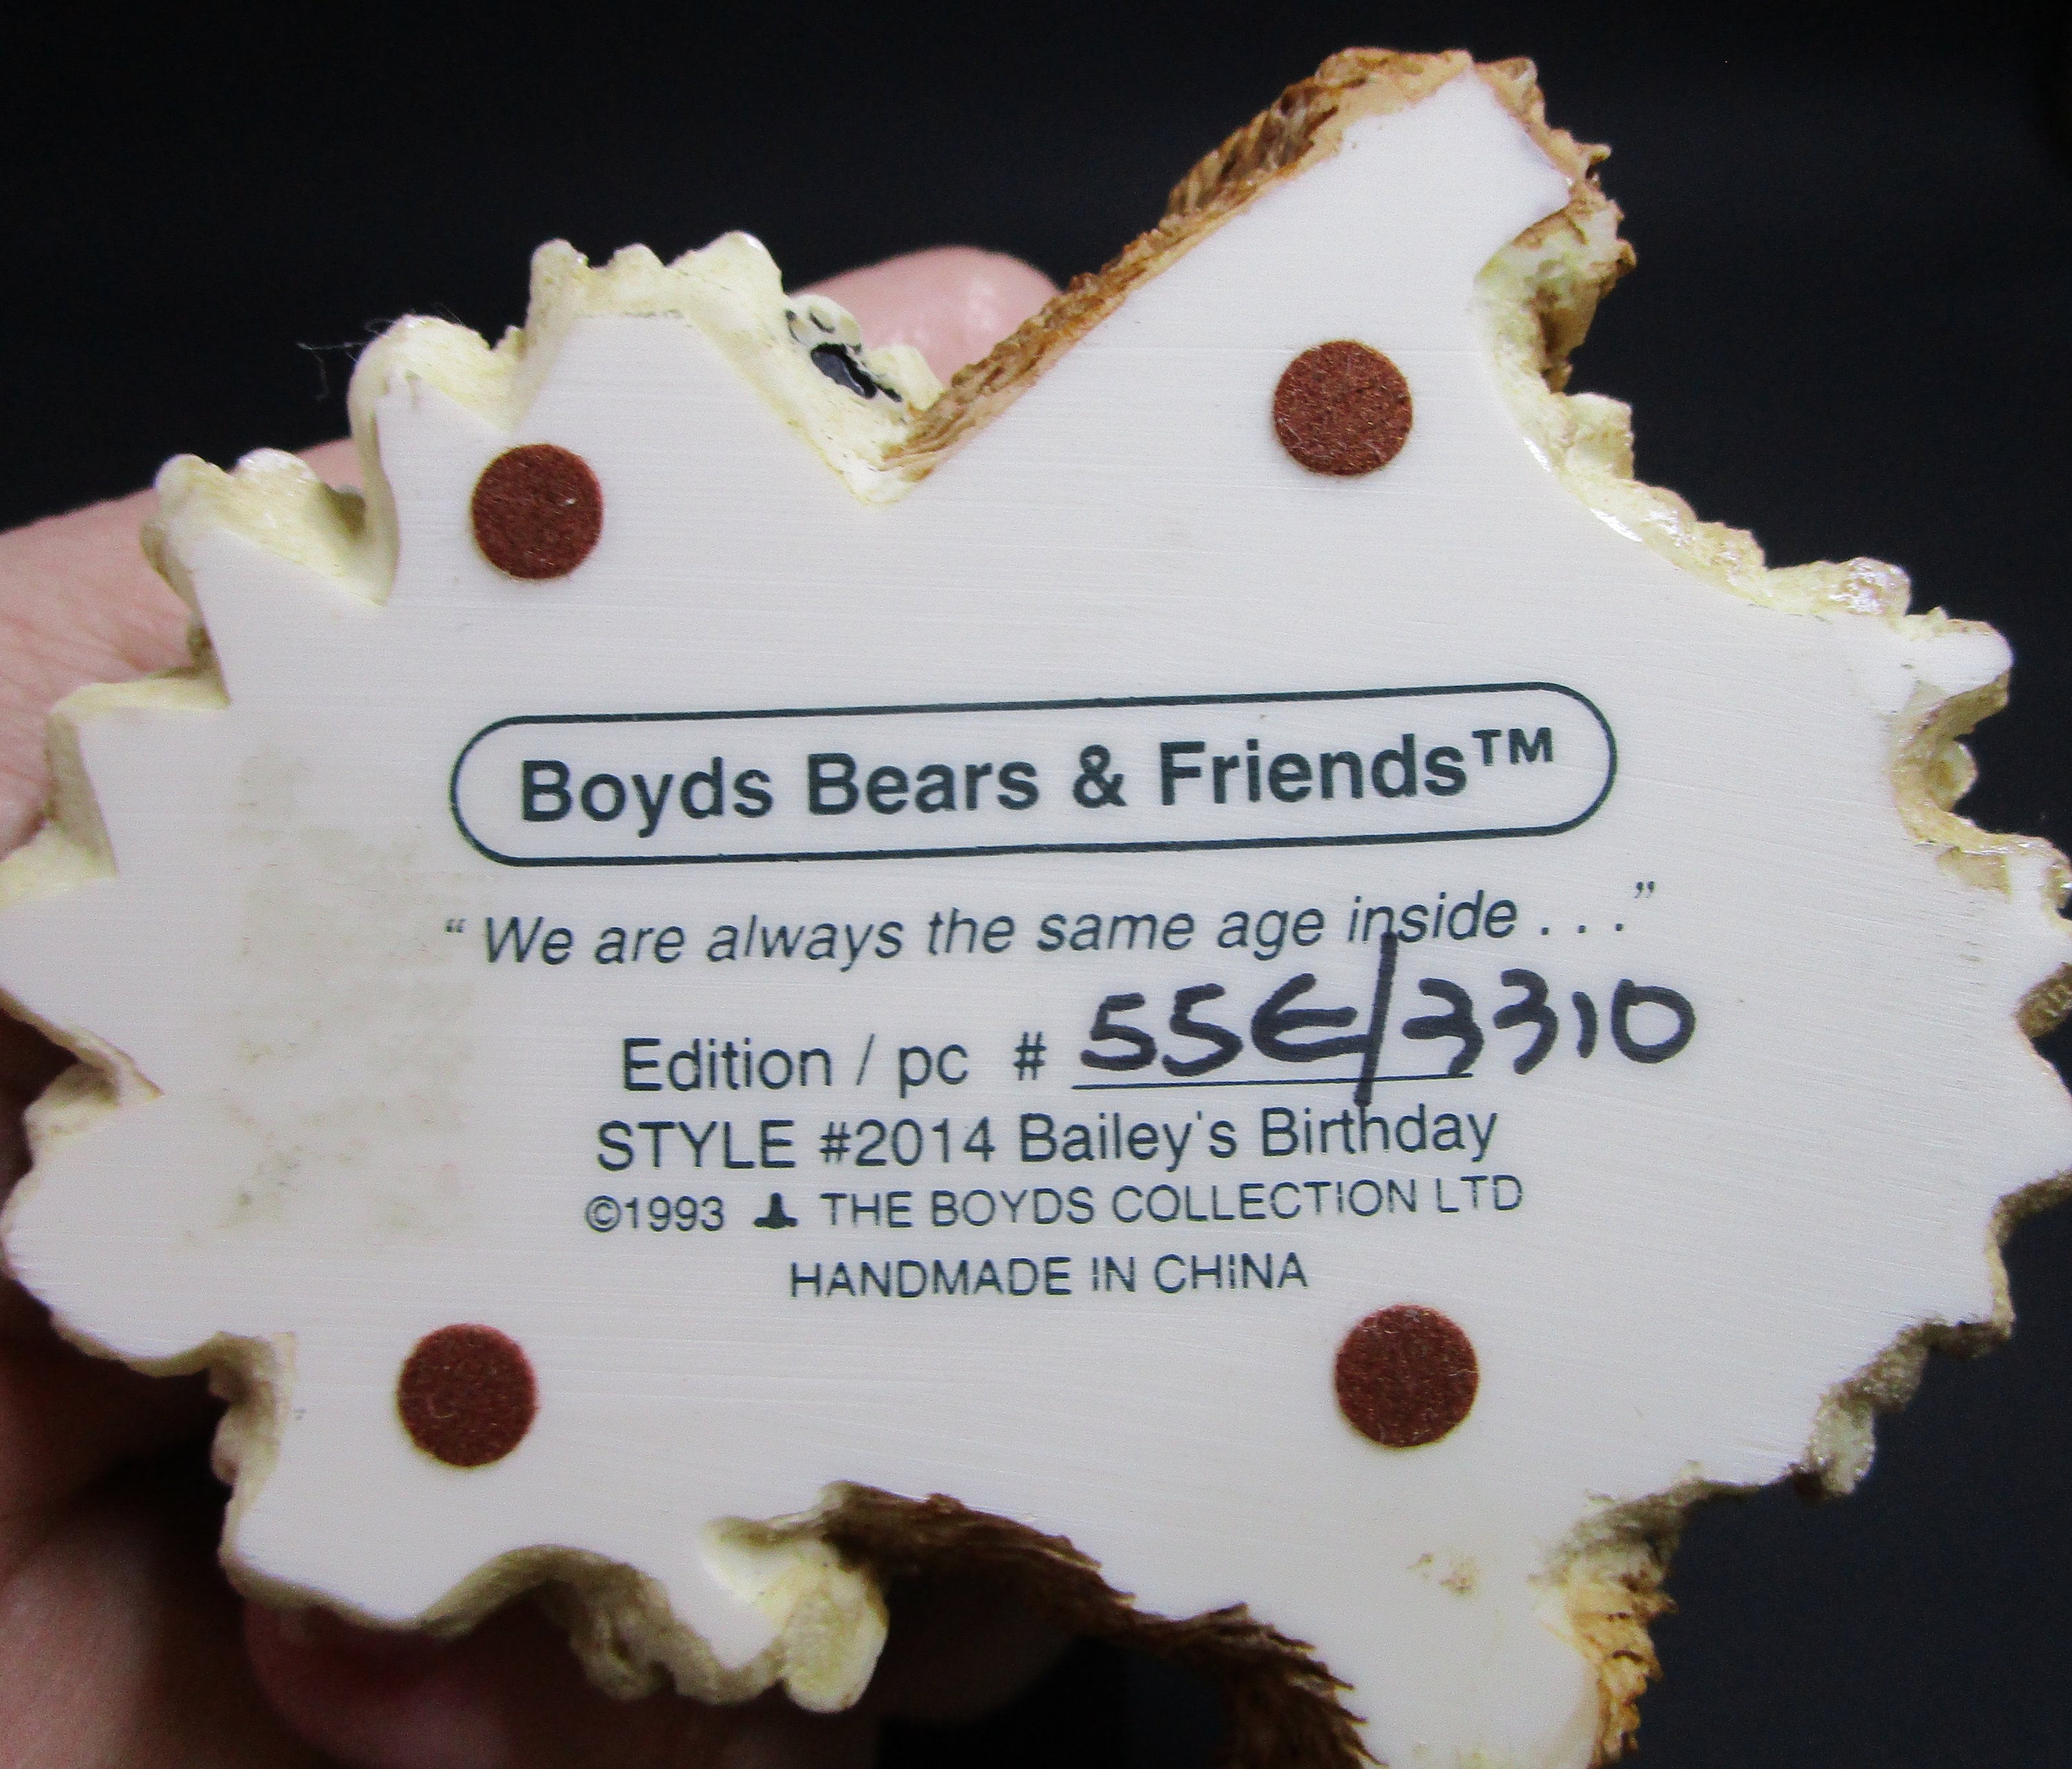 Boyds Bears & Friends™
“ We are always the same age inside . . .”
Edition / pc # 55E/3310
STYLE #2014 Bailey's Birthday
©1993 THE BOYDS COLLECTION LTD
HANDMADE IN CHINA